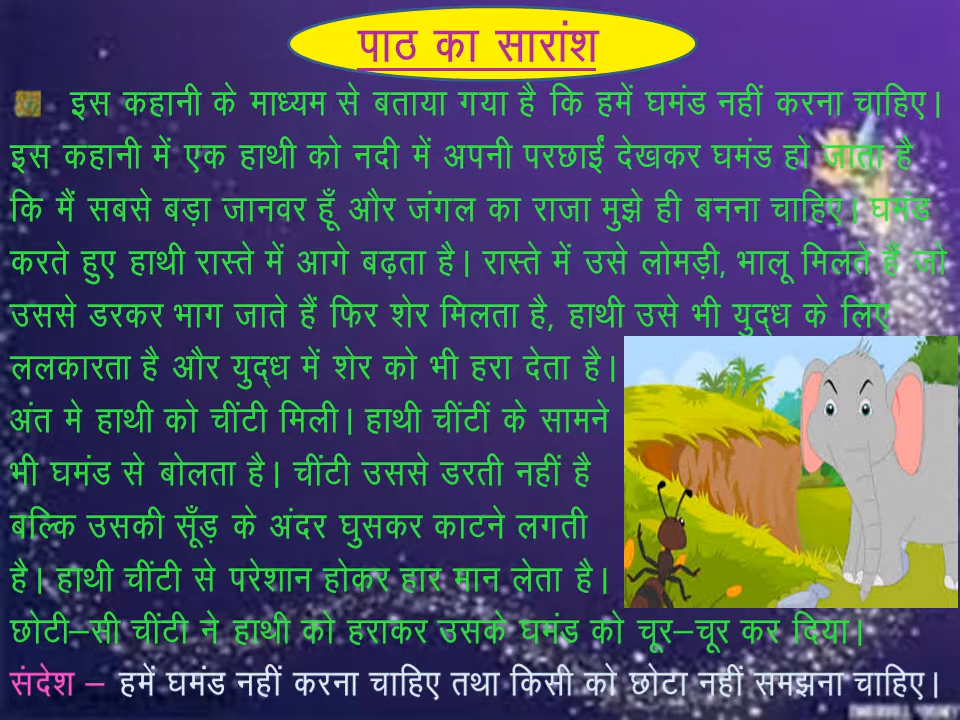 पाठ का सारांश
इस कहानी के माध्यम से बताया गया है कि हमें घमंड नहीं करना चाहिए।
इस कहानी में एक हाथी को नदी में अपनी परछाईं देखकर घमंड हो जाता है
कि मैं सबसे बड़ा जानवर हूँ और जंगल का राजा मुझे ही बनना चाहिए। घमंड
करते हुए हाथी रास्ते में आगे बढ़ता है। रास्ते में उसे लोमड़ी, भालू मिलते हैं जो
उससे डरकर भाग जाते हैं फिर शेर मिलता है, हाथी उसे भी युद्ध के लिए
ललकारता है और युद्ध में शेर को भी हरा देता है।
अंत मे हाथी को चींटी मिली। हाथी चींटीं के सामने
भी घमंड से बोलता है। चींटी उससे डरती नहीं है
बल्कि उसकी सूँड़ के अंदर घुसकर काटने लगती
है। हाथी चींटी से परेशान होकर हार मान लेता है।
छोटी–सी चींटी ने हाथी को हराकर उसके घमंड को चूर–चूर कर दिया।
संदेश – हमें घमंड नहीं करना चाहिए तथा किसी को छोटा नहीं समझना चाहिए।